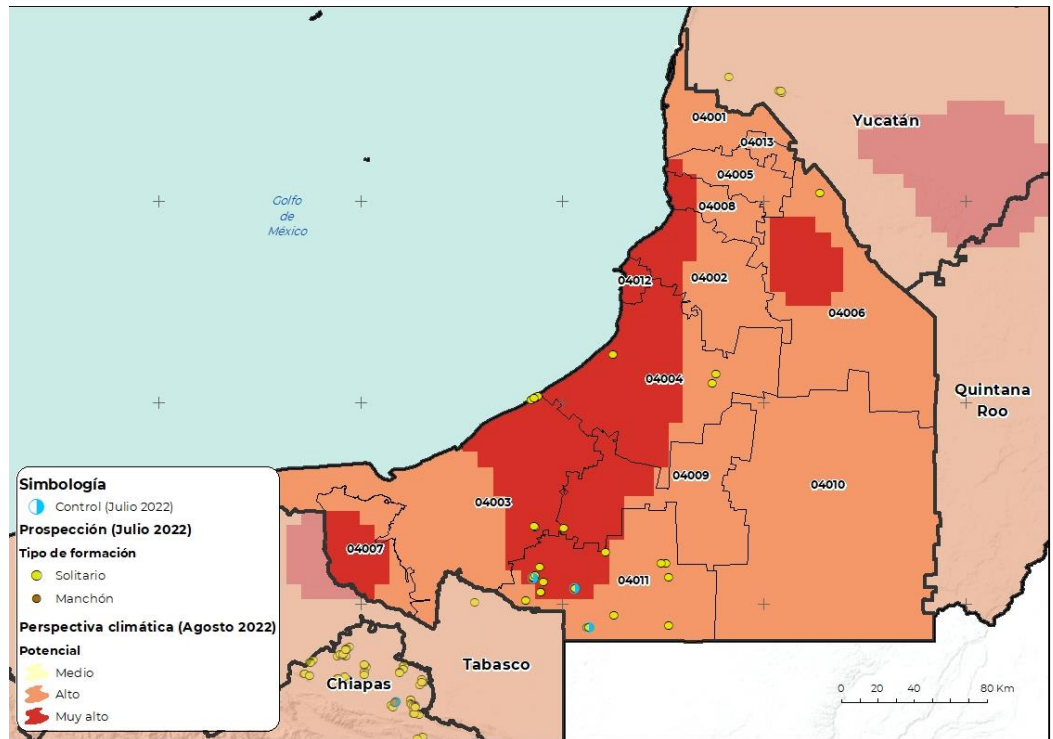 04001
Yucatán
04013
04005
Golfo
de
México
04008
04012
04002
04006
04004
Quintana
Roo
04009
04010
04003
04007
04011
Tabasco
Chiapas
Simbología
Control (Julio 2022)
Prospección (Julio 2022)
Tipo de formación
Solitario
Manchón
Perspectiva climática (Agosto 2022)
Potencial
Medio
Alto
Muy alto
0 20 40 80 Km